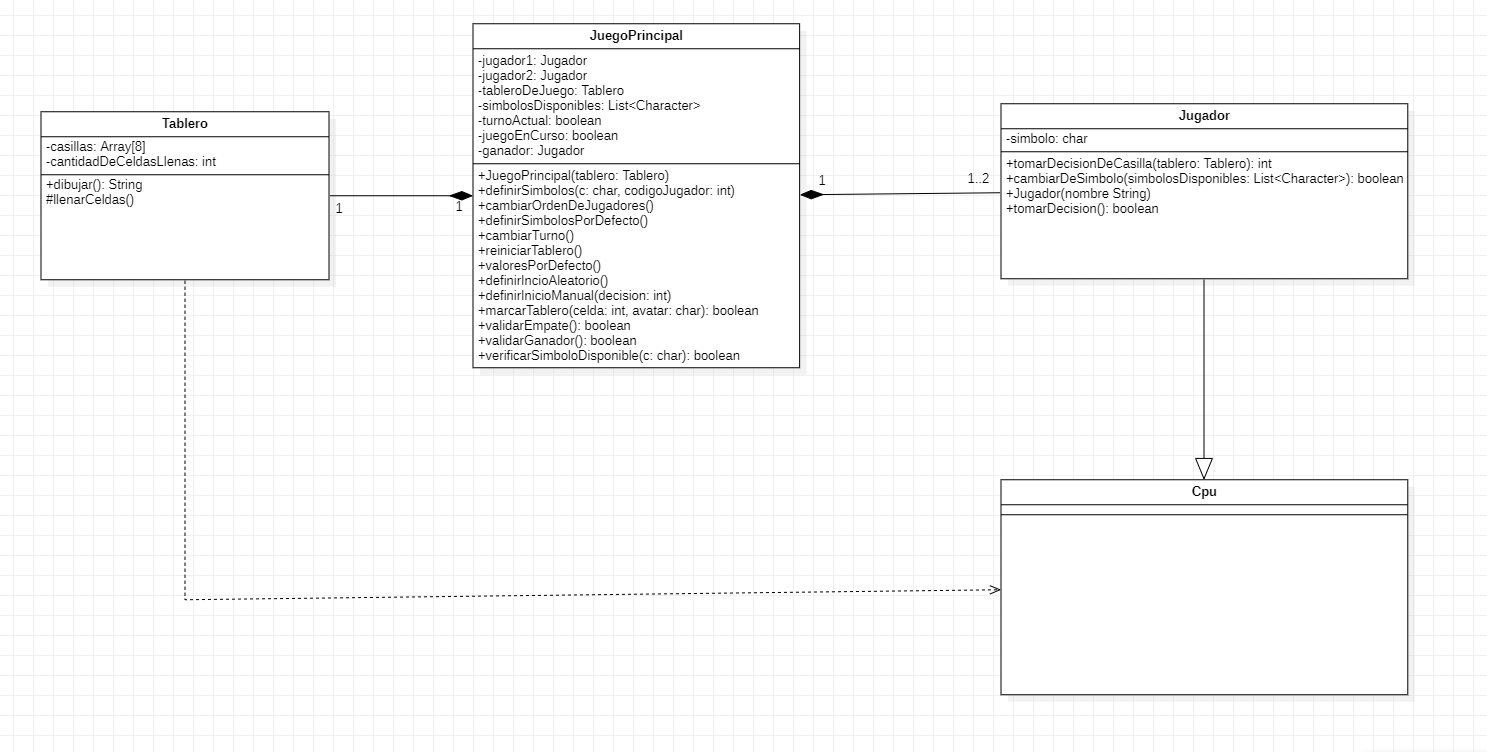 JuegoPrincipal
-jugador1: Jugador
-jugador2: Jugador
-tableroDeJuego: Tablero
-simbolosDisponibles: List<Character>
-turnoActual: boolean
-juegoEnCurso: boolean
-ganador: Jugador
+JuegoPrincipal(tablero: Tablero)
+definirSimbolos(c: char, codigoJugador: int)
+cambiarOrdenDeJugadores()
+definirSimbolosPorDefecto()
+cambiarTurno()
+reiniciarTablero()
+valoresPorDefecto()
+definirIncioAleatorio()
+definirInicioManual(decision: int)
+marcarTablero(celda: int, avatar: char): boolean
+validarEmpate(): boolean
+validarGanador(): boolean
+verificarSimboloDisponible(c: char): boolean
Tablero
-casillas: Array[8]
-cantidadDeCeldasLlenas: int
+dibujar(): String
#llenarCeldas()
1
1
1
1..2
Jugador
-simbolo: char
+tomarDecisionDeCasilla(tablero: Tablero): int
+cambiarDeSimbolo(simbolosDisponibles: List<Character>): boolean
+Jugador(nombre String)
+tomarDecision(): boolean
Cpu